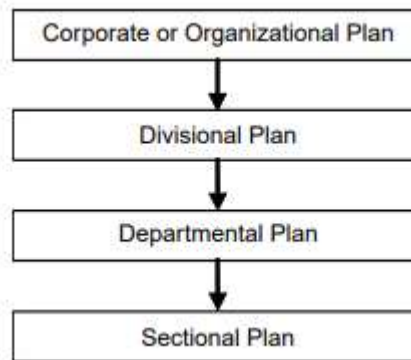 Corporate or Organizational Plan
Divisional Plan
Departmental Plan
Sectional Plan